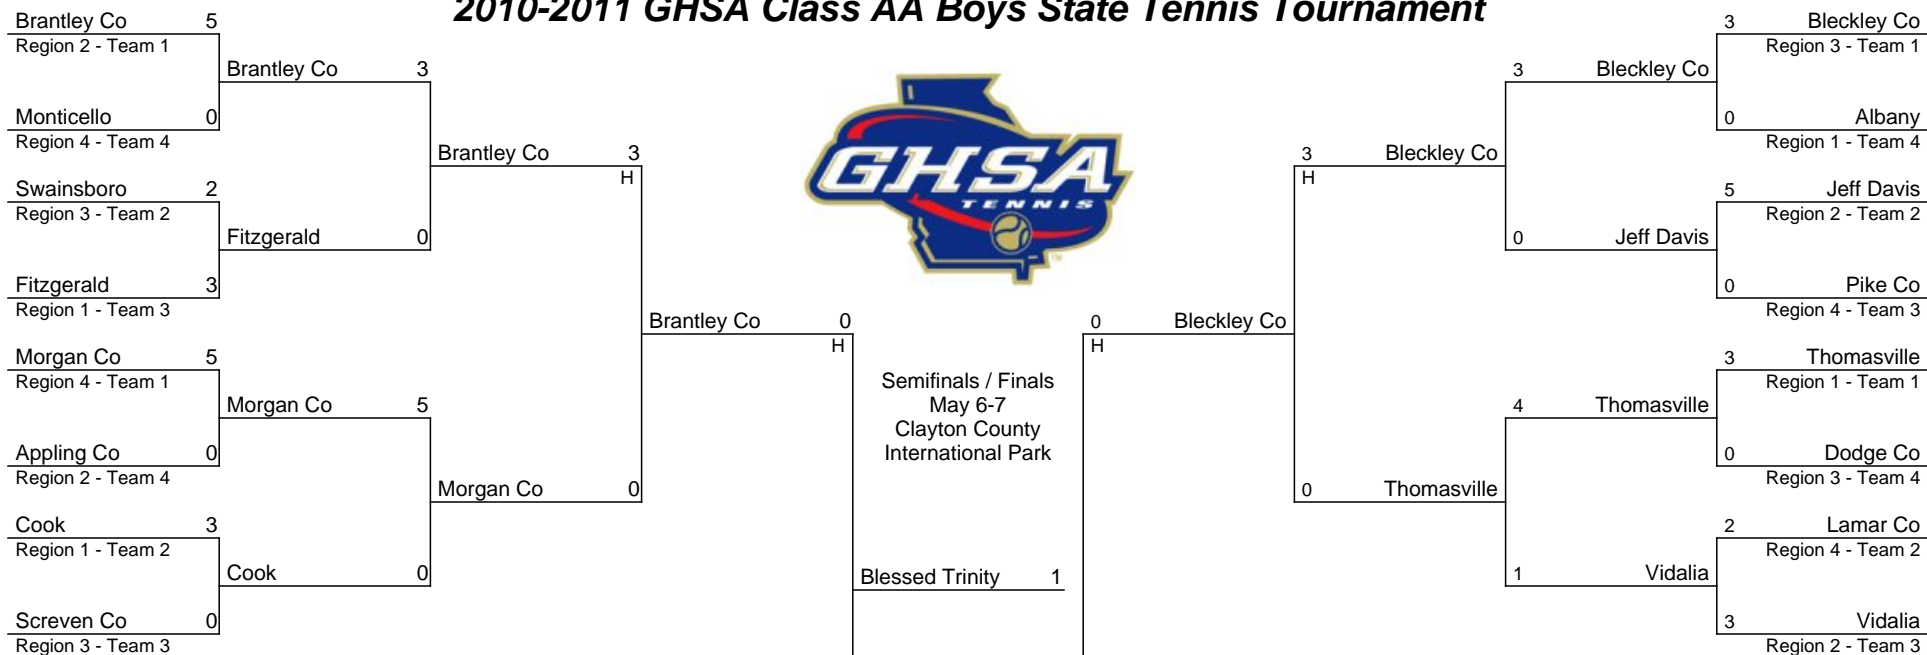 2010-2011 GHSA Class AA Boys State Tennis Tournament
Brantley Co 5
Region 2 - Team 1
Monticello 0
Region 4 - Team 4
Swainsboro 2
Region 3 - Team 2
Fitzgerald 3
Region 1 - Team 3
Morgan Co 5
Region 4 - Team 1
Appling Co 0
Region 2 - Team 4
Cook 3
Region 1 - Team 2
Screven Co 0
Region 3 - Team 3
Brantley Co 3
Fitzgerald 0
Morgan Co 5
Cook 0
Brantley Co 3
H
Morgan Co 0
Brantley Co 0
H
GHSA
TENNIS
TM
Semifinals / Finals
May 6-7
Clayton County
International Park
Blessed Trinity 1
0 Bleckley Co
H
3 Bleckley Co
H
0 Thomasville
3 Bleckley Co
0 Jeff Davis
4 Thomasville
1 Vidalia
3 Bleckley Co
Region 3 - Team 1
0 Albany
Region 1 - Team 4
5 Jeff Davis
Region 2 - Team 2
0 Pike Co
Region 4 - Team 3
3 Thomasville
Region 1 - Team 1
0 Dodge Co
Region 3 - Team 4
2 Lamar Co
Region 4 - Team 2
3 Vidalia
Region 2 - Team 3